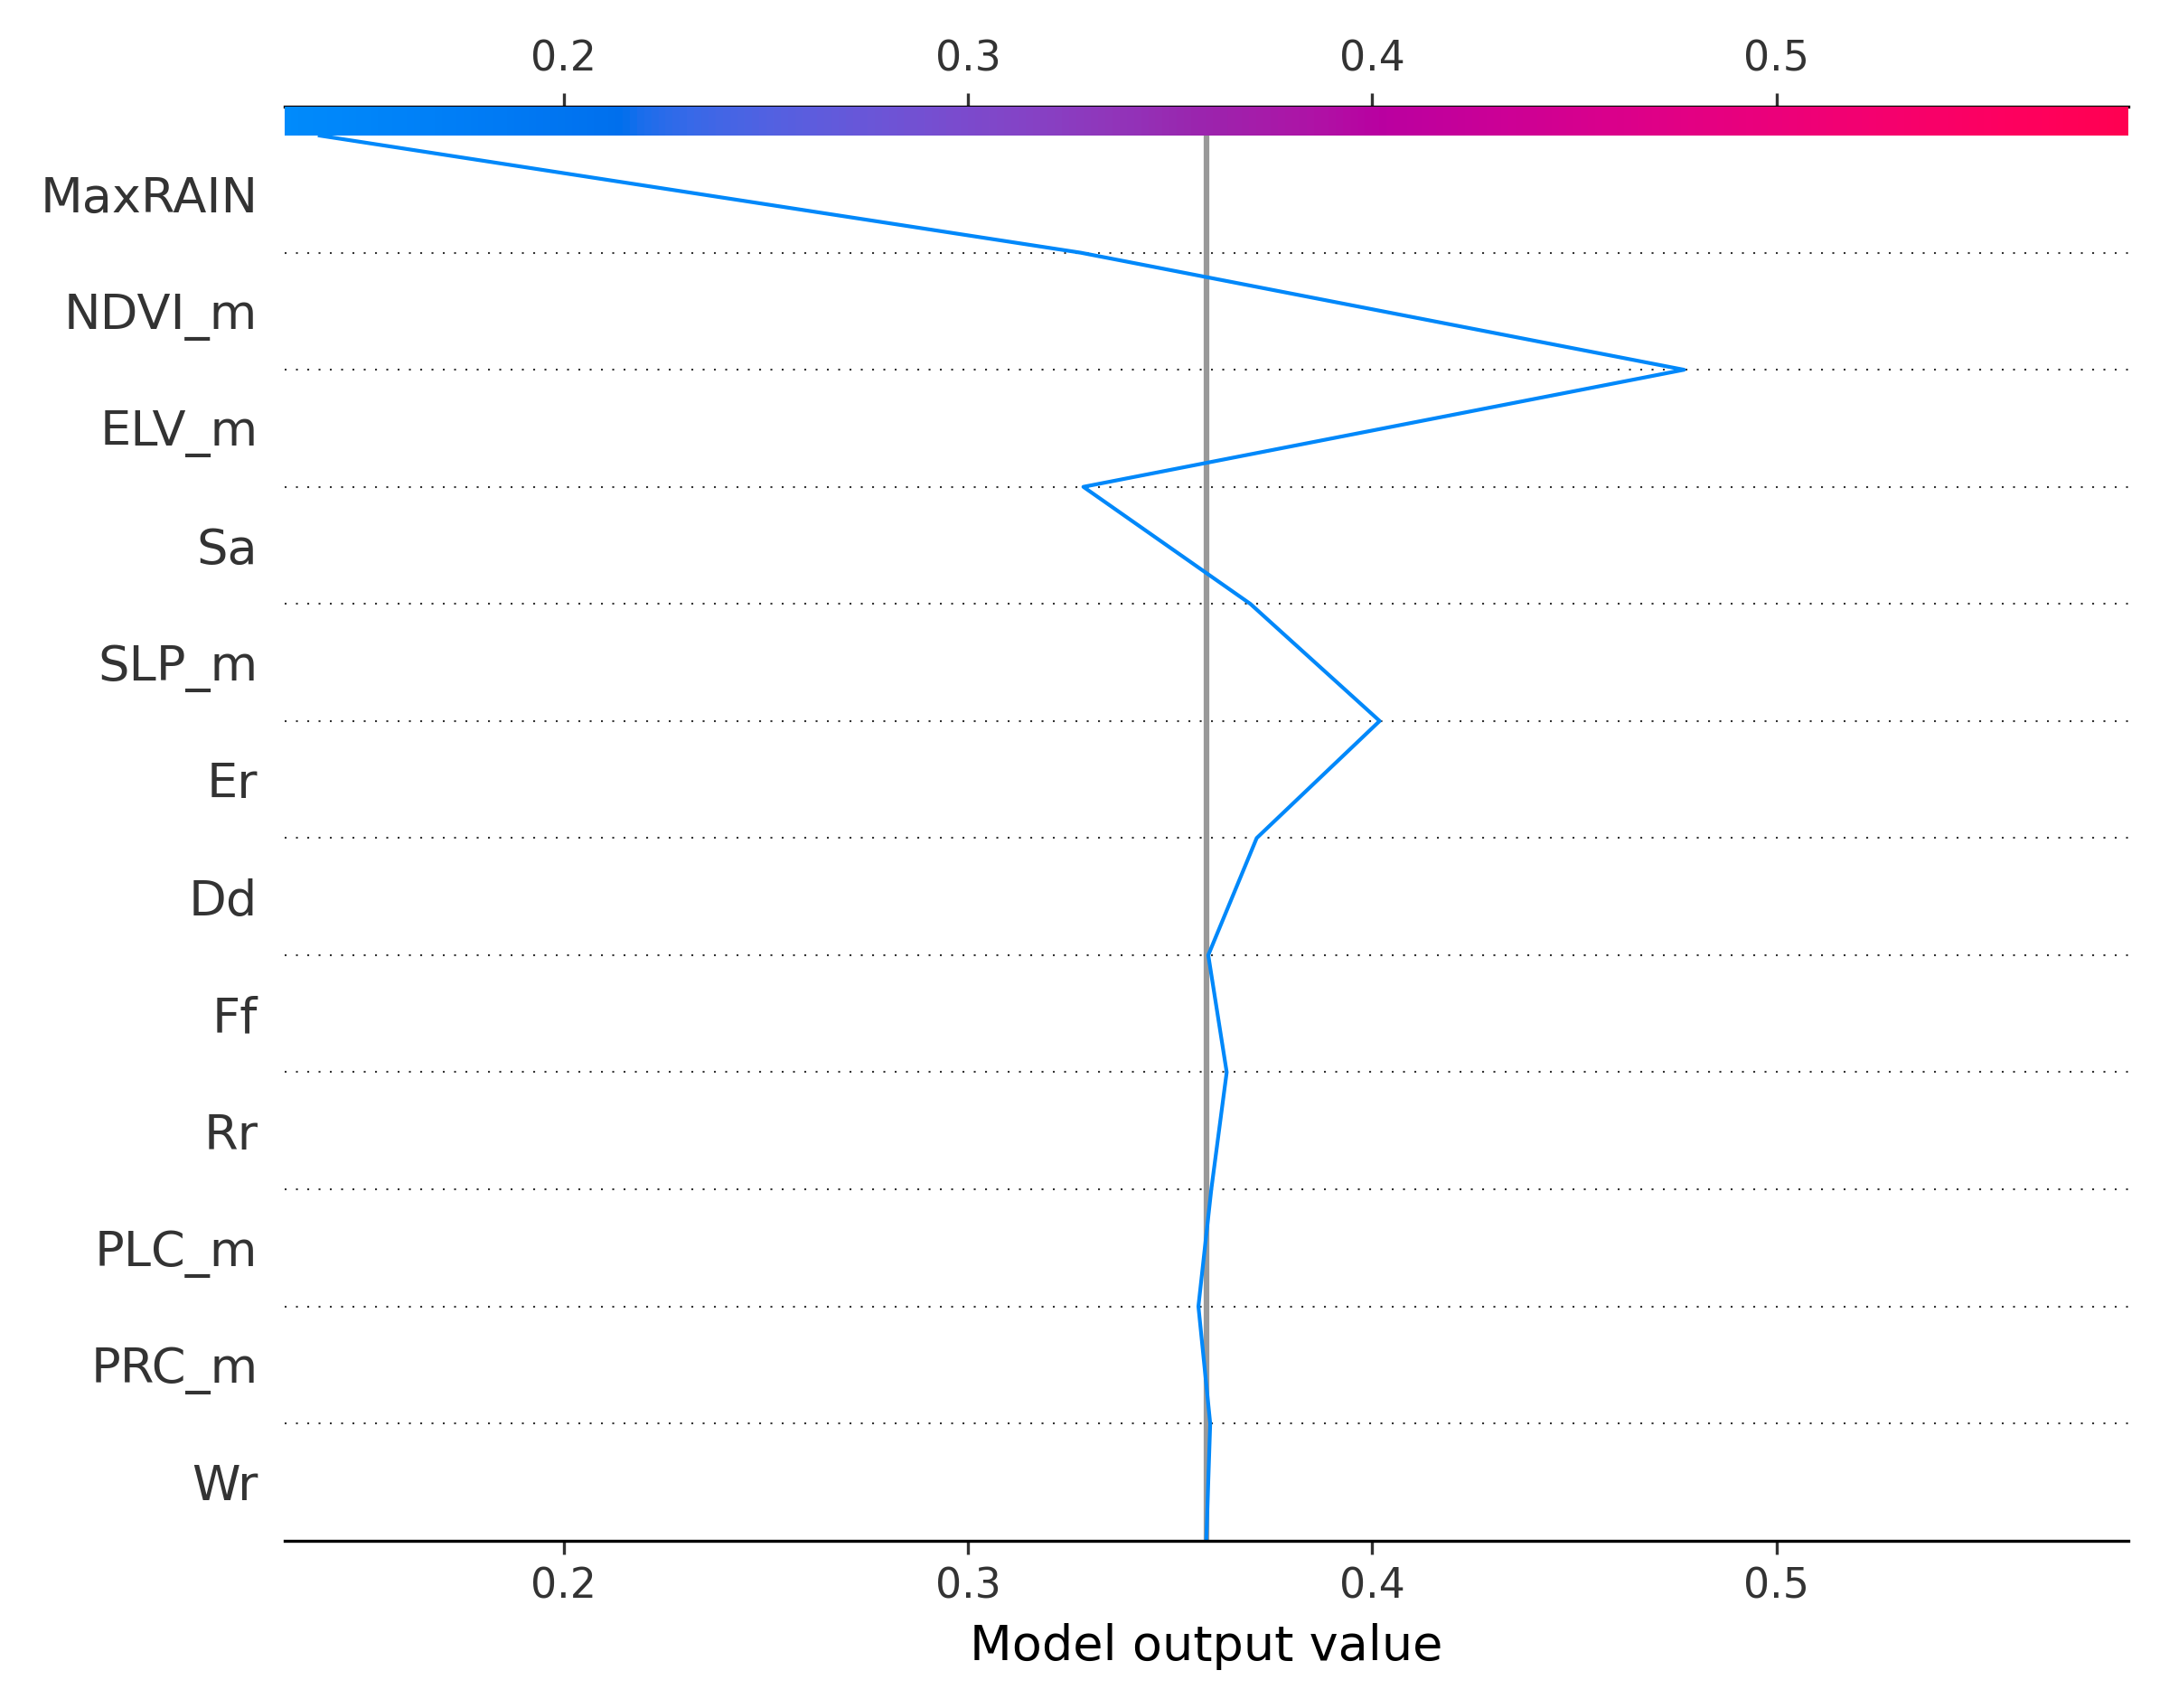 0.2 0.3 0.4 0.5
MaxRAIN
NDVI_m
ELV_m
Sa
SLP_m
Er
Dd
Ff
Rr
PLC_m
PRC_m
Wr
0.2 0.3 0.4 0.5
Model output value